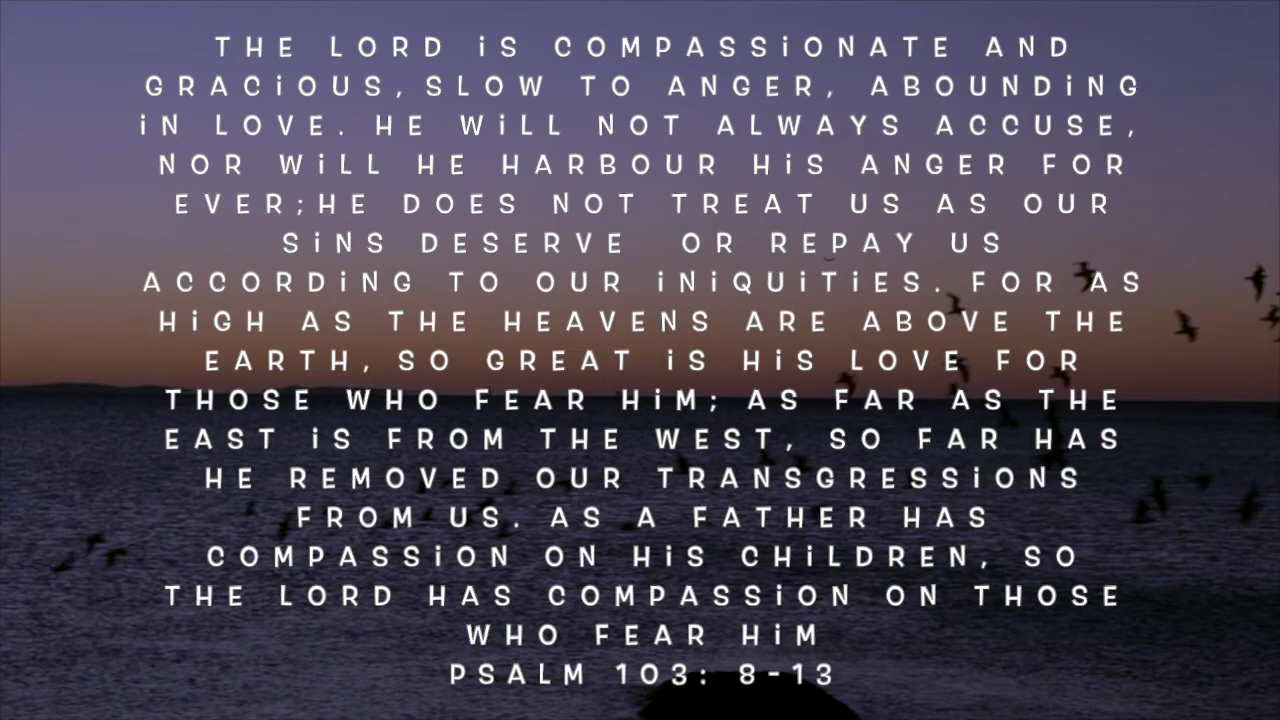 THE LORD iS COMPASSiONATE AND
GRACiOUS,SLOW TO ANGER, ABOUNDiNG
iN LOVE. HE WiLL NOT ALWAYS ACCUSE,
NOR WiLL HE HARBOUR HiS ANGER FOR
EVER;HE DOES NOT TREAT US AS OUR
SiNS DESERVE OR REPAY US
ACCORDiNG TO OUR iNiQUiTiES. FOR AS
HiGH AS THE HEAVENS ARE ABOVE THE
EARTH,SO GREAT iS HiS LOVE FOR
THOSE WHO FEAR HiM; AS FAR AS THE
EAST iS FROM THE WEST, SO FAR HAS
HE REMOVED OUR TRANSGRESSiONS
FROM US. AS A FATHER HAS
COMPASSiON ON HiS CHiLDREN, SO
THE LORD HAS COMPASSiON ON THOSE
WHO FEAR HiM
PSALM 103: 8-13